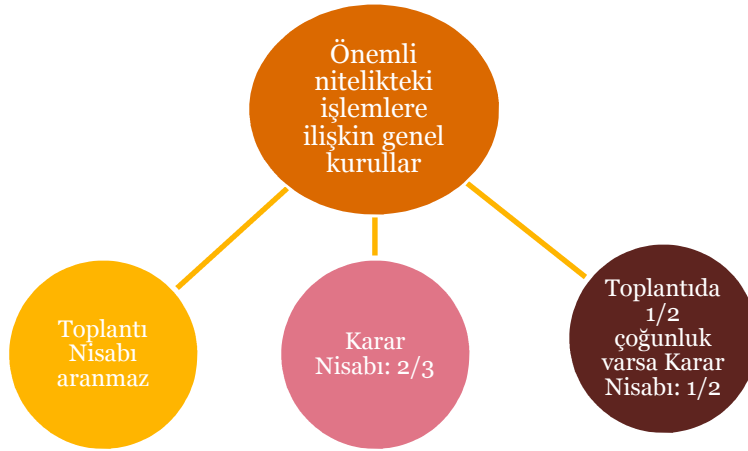 Önemli
nitelikteki
işlemlere
ilişkin genel
kurullar
Toplantı
Nisabı
aranmaz
Karar
Nisabı: 2/3
Toplantıda
1/2
çoğunluk
varsa Karar
Nisabı: 1/2